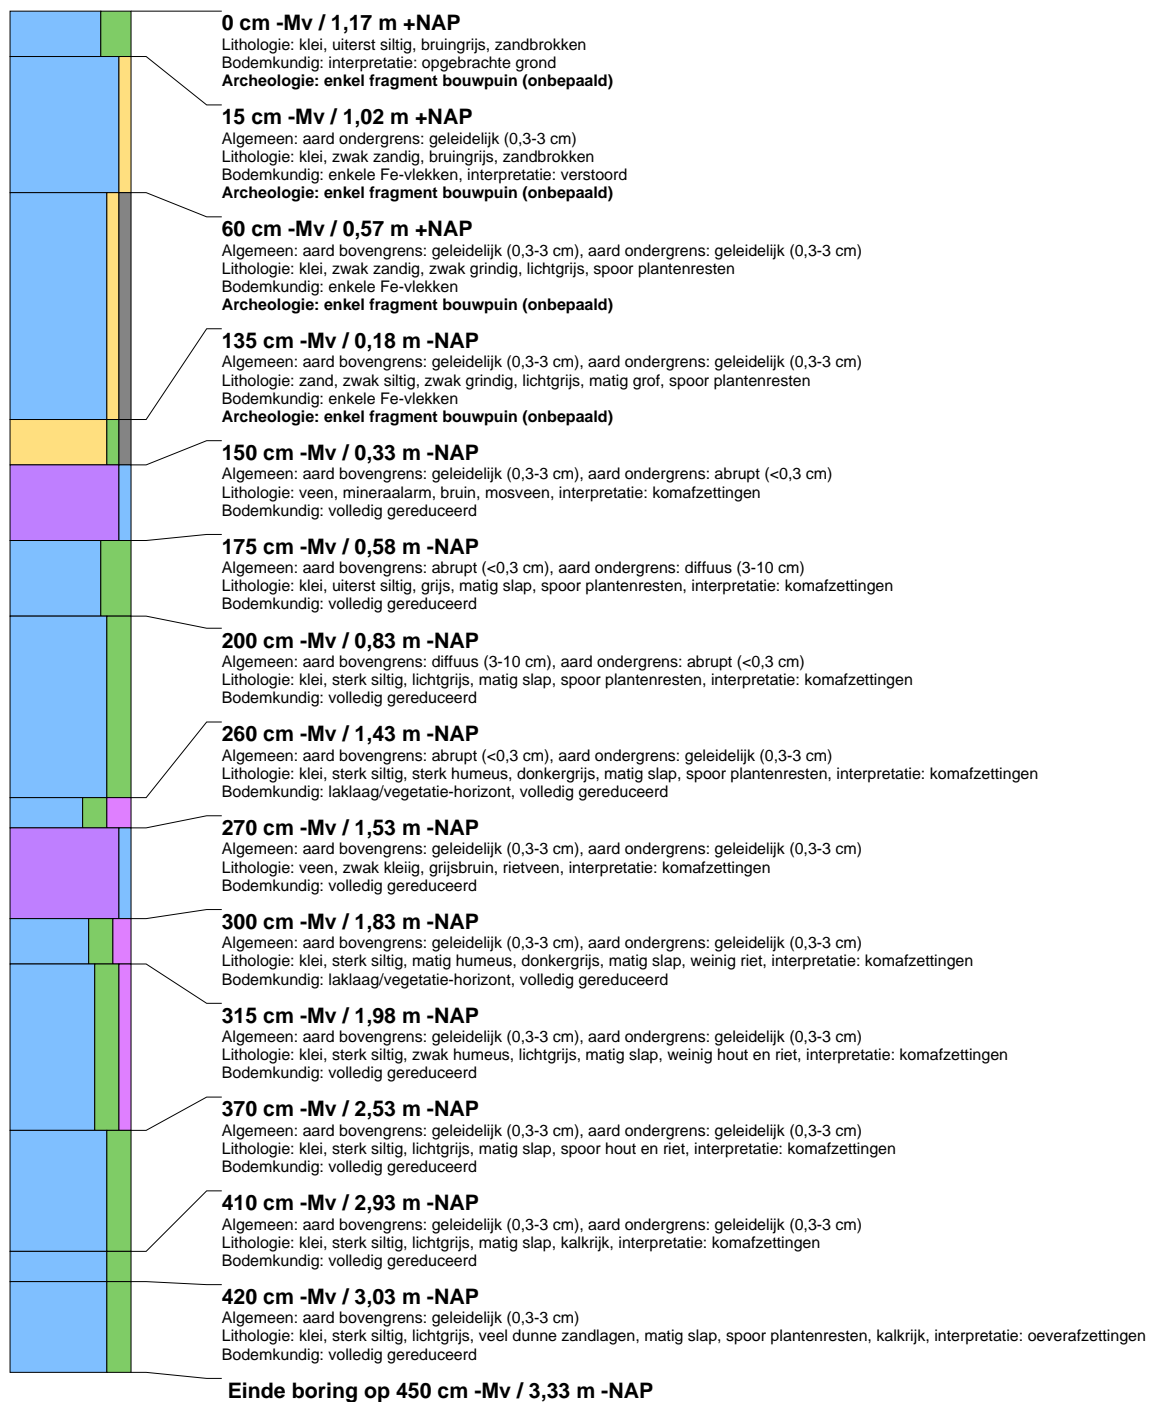 0 cm -Mv / 1,17 m +NAP
Lithologie: klei, uiterst siltig, bruingrijs, zandbrokken
Bodemkundig: interpretatie: opgebrachte grond
Archeologie: enkel fragment bouwpuin (onbepaald)
15 cm -Mv / 1,02 m +NAP
Algemeen: aard ondergrens: geleidelijk (0,3-3 cm)
Lithologie: klei, zwak zandig, bruingrijs, zandbrokken
Bodemkundig: enkele Fe-vlekken, interpretatie: verstoord
Archeologie: enkel fragment bouwpuin (onbepaald)
60 cm -Mv / 0,57 m +NAP
Algemeen: aard bovengrens: geleidelijk (0,3-3 cm), aard ondergrens: geleidelijk (0,3-3 cm)
Lithologie: klei, zwak zandig, zwak grindig, lichtgrijs, spoor plantenresten
Bodemkundig: enkele Fe-vlekken
Archeologie: enkel fragment bouwpuin (onbepaald)
135 cm -Mv / 0,18 m -NAP
Algemeen: aard bovengrens: geleidelijk (0,3-3 cm), aard ondergrens: geleidelijk (0,3-3 cm)
Lithologie: zand, zwak siltig, zwak grindig, lichtgrijs, matig grof, spoor plantenresten
Bodemkundig: enkele Fe-vlekken
Archeologie: enkel fragment bouwpuin (onbepaald)
150 cm -Mv / 0,33 m -NAP
Algemeen: aard bovengrens: geleidelijk (0,3-3 cm), aard ondergrens: abrupt (<0,3 cm)
Lithologie: veen, mineraalarm, bruin, mosveen, interpretatie: komafzettingen
Bodemkundig: volledig gereduceerd
175 cm -Mv / 0,58 m -NAP
Algemeen: aard bovengrens: abrupt (<0,3 cm), aard ondergrens: diffuus (3-10 cm)
Lithologie: klei, uiterst siltig, grijs, matig slap, spoor plantenresten, interpretatie: komafzettingen
Bodemkundig: volledig gereduceerd
200 cm -Mv / 0,83 m -NAP
Algemeen: aard bovengrens: diffuus (3-10 cm), aard ondergrens: abrupt (<0,3 cm)
Lithologie: klei, sterk siltig, lichtgrijs, matig slap, spoor plantenresten, interpretatie: komafzettingen
Bodemkundig: volledig gereduceerd
260 cm -Mv / 1,43 m -NAP
Algemeen: aard bovengrens: abrupt (<0,3 cm), aard ondergrens: geleidelijk (0,3-3 cm)
Lithologie: klei, sterk siltig, sterk humeus, donkergrijs, matig slap, spoor plantenresten, interpretatie: komafzettingen
Bodemkundig: laklaag/vegetatie-horizont, volledig gereduceerd
270 cm -Mv / 1,53 m -NAP
Algemeen: aard bovengrens: geleidelijk (0,3-3 cm), aard ondergrens: geleidelijk (0,3-3 cm)
Lithologie: veen, zwak kleiig, grijsbruin, rietveen, interpretatie: komafzettingen
Bodemkundig: volledig gereduceerd
300 cm -Mv / 1,83 m -NAP
Algemeen: aard bovengrens: geleidelijk (0,3-3 cm), aard ondergrens: geleidelijk (0,3-3 cm)
Lithologie: klei, sterk siltig, matig humeus, donkergrijs, matig slap, weinig riet, interpretatie: komafzettingen
Bodemkundig: laklaag/vegetatie-horizont, volledig gereduceerd
315 cm -Mv / 1,98 m -NAP
Algemeen: aard bovengrens: geleidelijk (0,3-3 cm), aard ondergrens: geleidelijk (0,3-3 cm)
Lithologie: klei, sterk siltig, zwak humeus, lichtgrijs, matig slap, weinig hout en riet, interpretatie: komafzettingen
Bodemkundig: volledig gereduceerd
370 cm -Mv / 2,53 m -NAP
Algemeen: aard bovengrens: geleidelijk (0,3-3 cm), aard ondergrens: geleidelijk (0,3-3 cm)
Lithologie: klei, sterk siltig, lichtgrijs, matig slap, spoor hout en riet, interpretatie: komafzettingen
Bodemkundig: volledig gereduceerd
410 cm -Mv / 2,93 m -NAP
Algemeen: aard bovengrens: geleidelijk (0,3-3 cm), aard ondergrens: geleidelijk (0,3-3 cm)
Lithologie: klei, sterk siltig, lichtgrijs, matig slap, kalkrijk, interpretatie: komafzettingen
Bodemkundig: volledig gereduceerd
420 cm -Mv / 3,03 m -NAP
Algemeen: aard bovengrens: geleidelijk (0,3-3 cm)
Lithologie: klei, sterk siltig, lichtgrijs, veel dunne zandlagen, matig slap, spoor plantenresten, kalkrijk, interpretatie: oeverafzettingen
Bodemkundig: volledig gereduceerd
Einde boring op 450 cm -Mv / 3,33 m -NAP